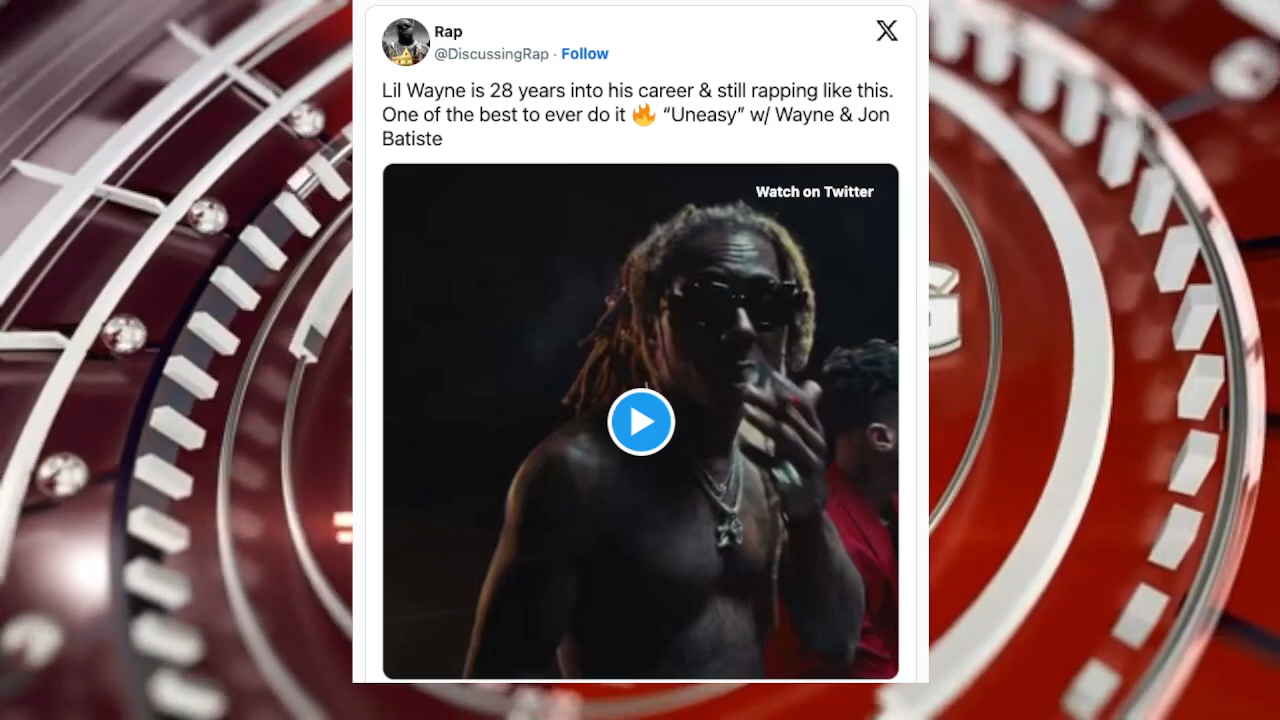 Rap
@DiscussingRap · Follow
Lil Wayne is 28 years into his career & still rapping like this.
One of the best to ever do it 🔥 “Uneasy” w/ Wayne & Jon
Batiste
Watch on Twitter